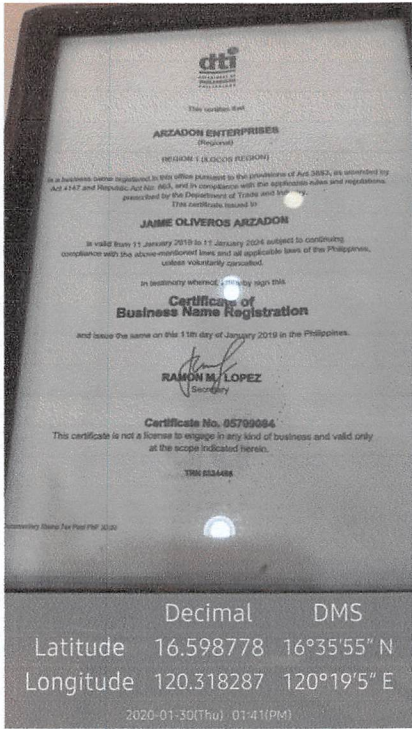 dti
DEPARTMENT OF
TRADE & INDUSTRY
PHILIPPINES
This certifies that
ARZADON ENTERPRISES
(Regional)
REGION I (ILOCOS REGION)
is a business name registered in this office pursuant to the provisions of Act 3883, as amended by
Act 4147 and Republic Act No. 863, and in compliance with the applicable rules and regulations
prescribed by the Department of Trade and Industry.
This certificate issued to
JAIME OLIVEROS ARZADON
is valid from 11 January 2019 to 11 January 2024 subject to continuing
compliance with the above-mentioned laws and all applicable laws of the Philippines,
unless voluntarily cancelled.
In testimony whereof, I hereby sign this
Certificate of
Business Name Registration
and issue the same on this 11th day of January 2019 in the Philippines.
RAMON M. LOPEZ
Secretary
Certificate No. 05709084
This certificate is not a license to engage in any kind of business and valid only
at the scope indicated herein.
TRN
Documentary Stamp Tax Paid PHP 30.00
Decimal DMS
Latitude 16.598778 16°35'55" N
Longitude 120.318287 120°19'5" E
2020-01-30(Thu) 01:41(PM)